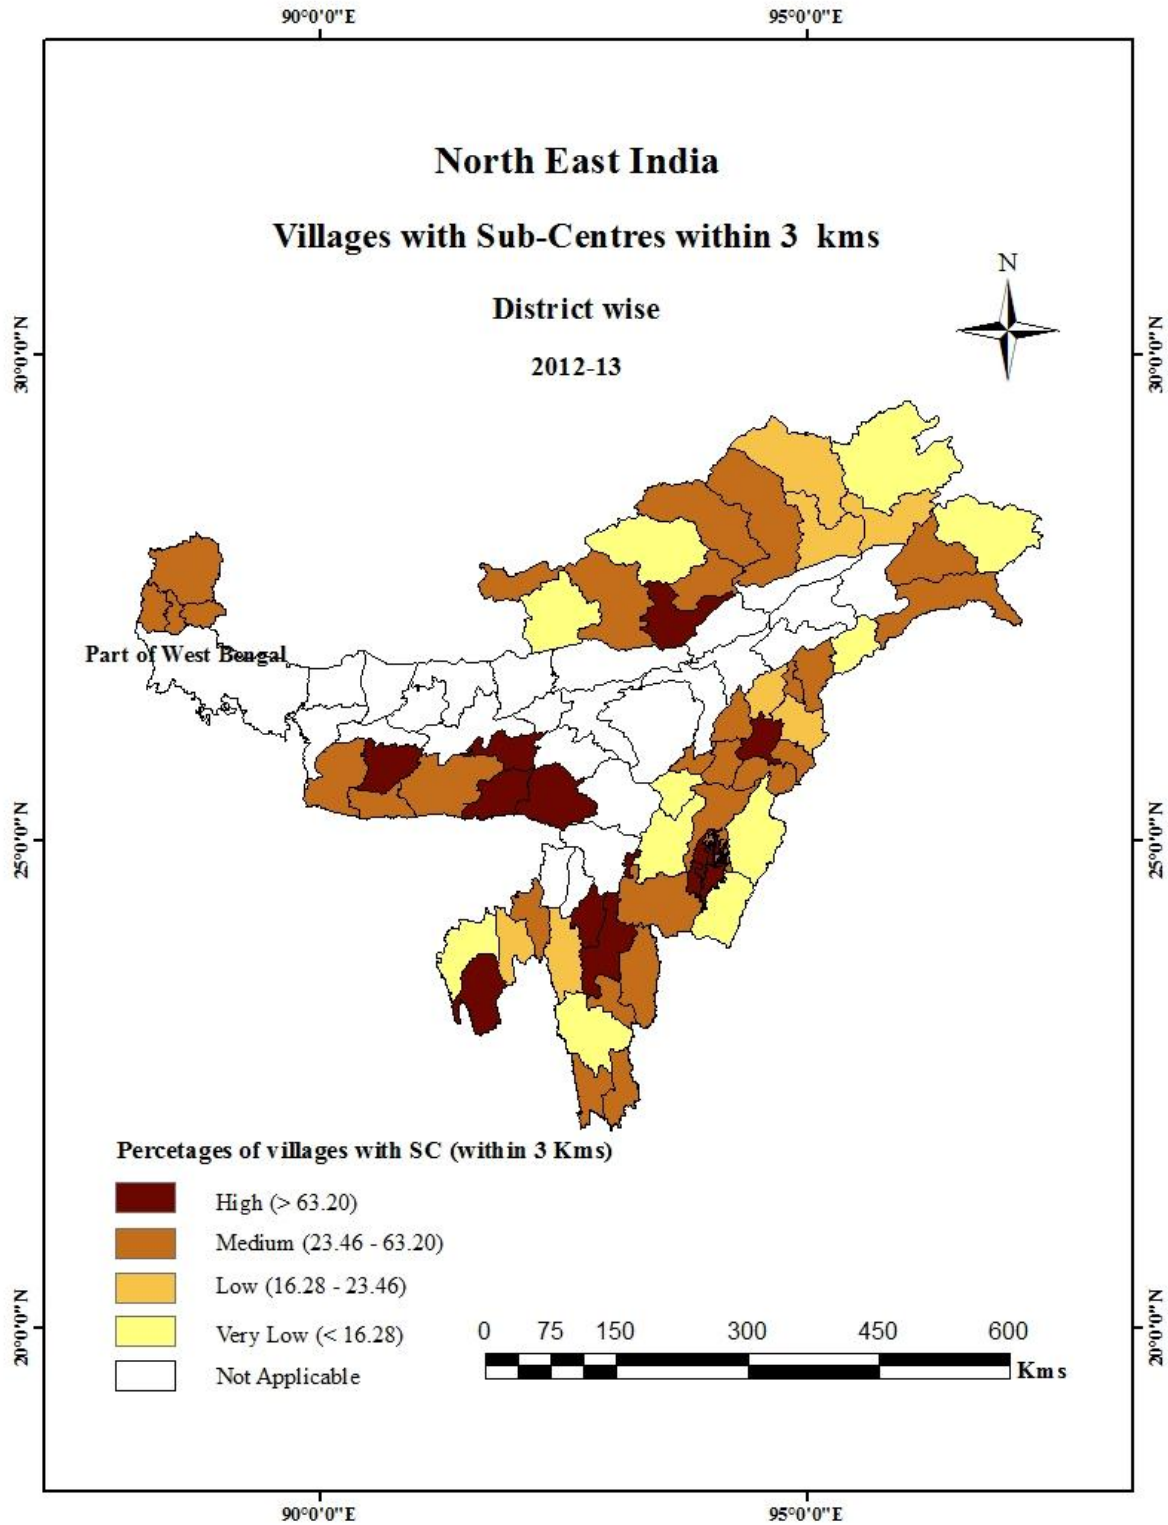 90°0'0"E 95°0'0"E
North East India
Villages with Sub-Centres within 3 kms
District wise
2012-13
N
30°0'0"N 30°0'0"N
Part of West Bengal
25°0'0"N 25°0'0"N
Percetages of villages with SC (within 3 Kms)
High (> 63.20)
Medium (23.46 - 63.20)
Low (16.28 - 23.46)
Very Low (< 16.28)
Not Applicable
0 75 150 300 450 600
Kms
20°0'0"N 20°0'0"N
90°0'0"E 95°0'0"E